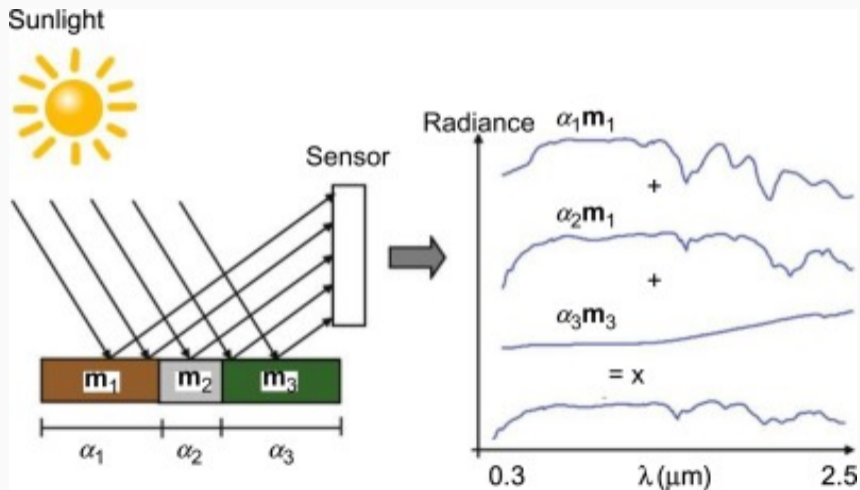 Sunlight
Sensor
m₁ m₂ m₃
α₁ α₂ α₃
Radiance
α₁m₁
+
α₂m₁
+
α₃m₃
= x
0.3 λ(μm) 2.5